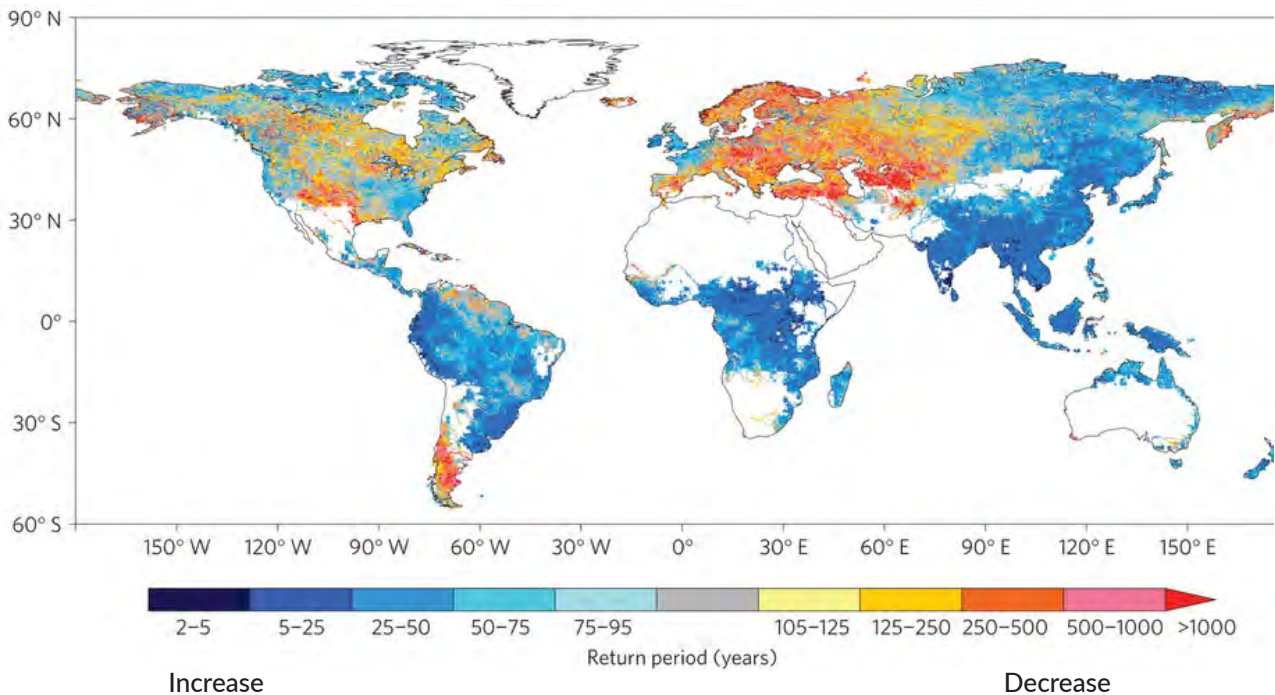 90° N
60° N
30° N
0°
30° S
60° S
150° W 120° W 90° W 60° W 30° W 0° 30° E 60° E 90° E 120° E 150° E
2–5 5–25 25–50 50–75 75–95 105–125 125–250 250–500 500–1000 >1000
Return period (years)
Increase Decrease